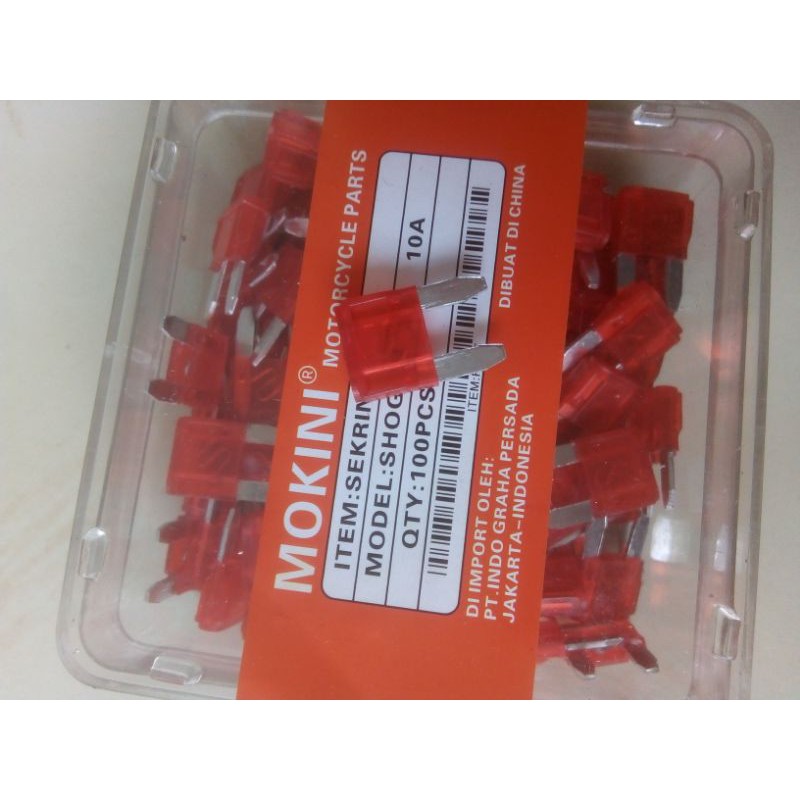 MOKINI® MOTORCYCLE PARTS
ITEM:SEKRIN
MODEL:SHOG
QTY:100PCS
10A
ITEM:
DIBUAT DI CHINA
DI IMPORT OLEH:
PT.INDO GRAHA PERSADA
JAKARTA-INDONESIA